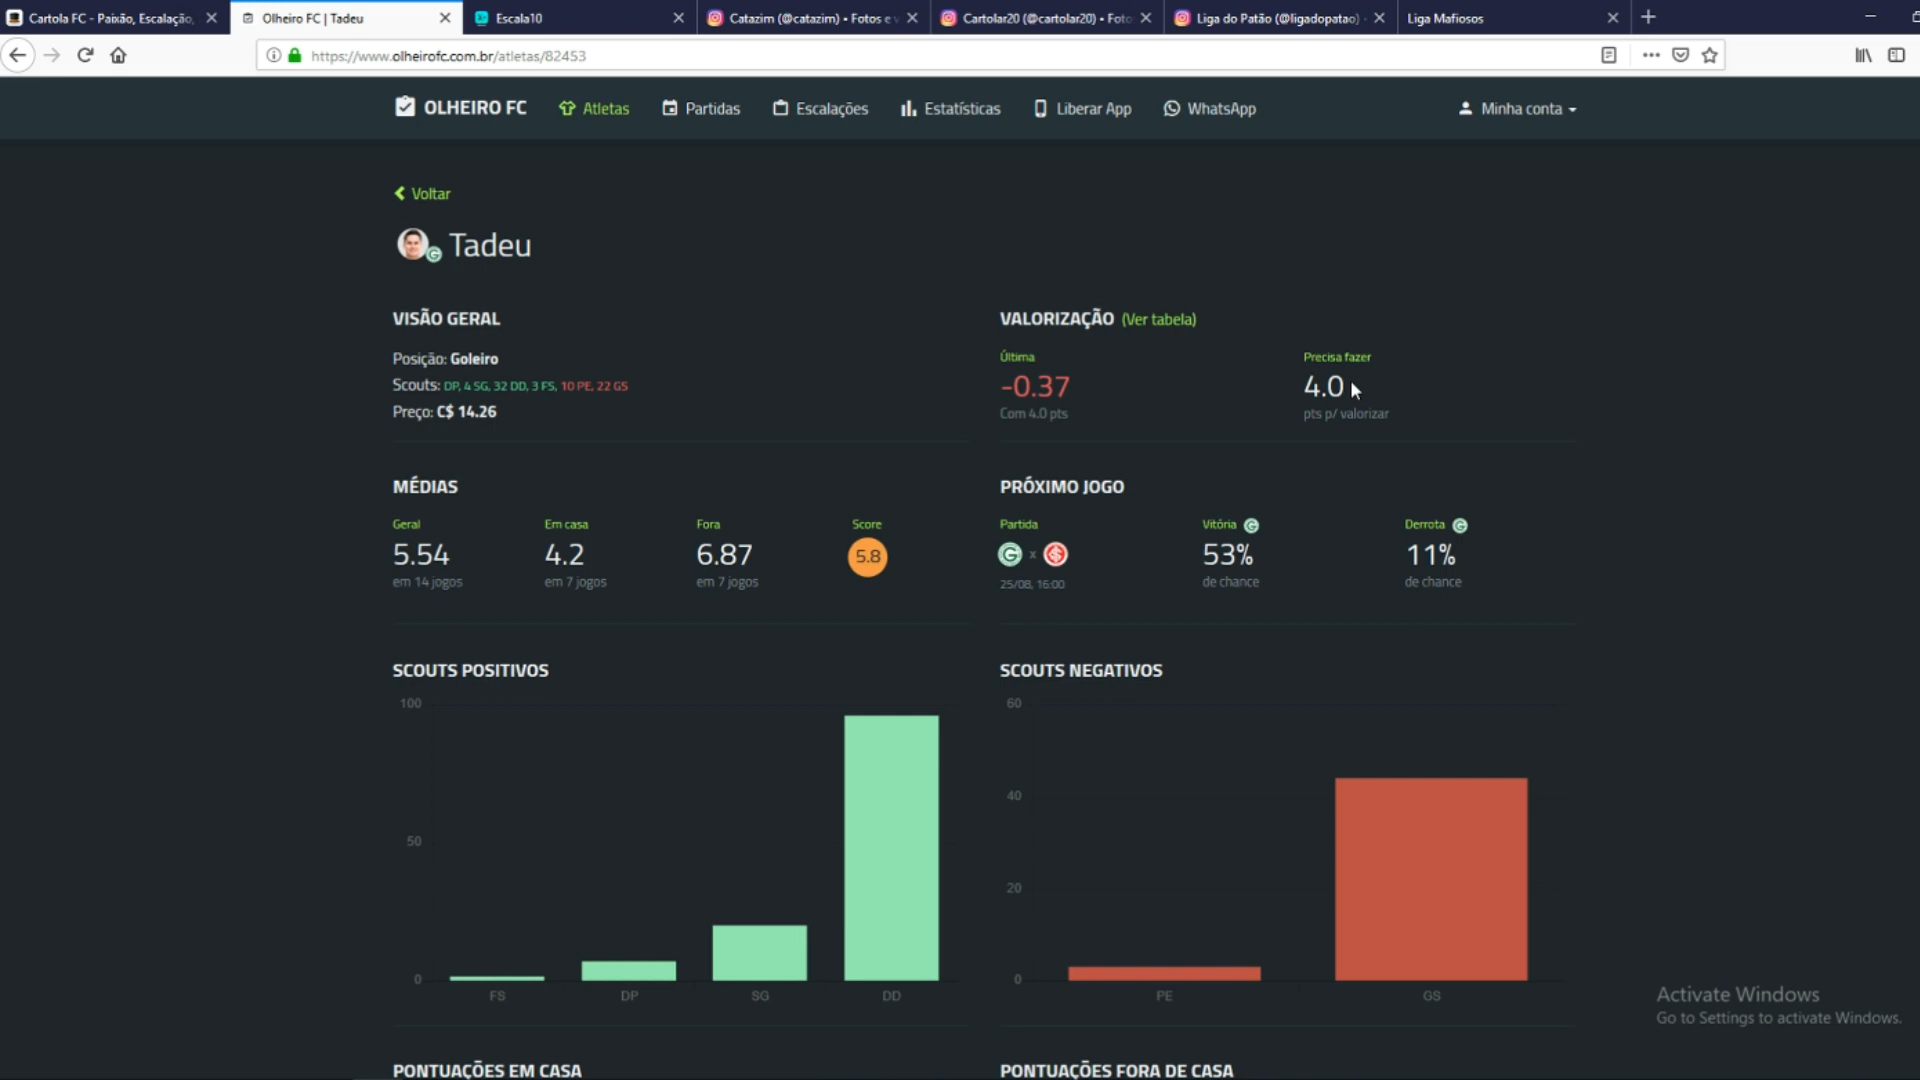 Cartola FC - Paixão, Escalação,
Olheiro FC | Tadeu
Escala10
Catazim (@catazim) • Fotos e v
Cartolar20 (@cartolar20) • Foto
Liga do Patão (@ligadopatao) -
Liga Mafiosos
https://www.olheirofc.com.br/atletas/82453
OLHEIRO FC
Atletas
Partidas
Escalações
Estatísticas
Liberar App
WhatsApp
Minha conta
Voltar
Tadeu
VISÃO GERAL
Posição: Goleiro
Scouts: DP, 4 SG, 32 DD, 3 FS, 10 PE, 22 GS
Preço: C$ 14.26
VALORIZAÇÃO (Ver tabela)
Última
-0.37
Com 4.0 pts
Precisa fazer
4.0
pts p/ valorizar
MÉDIAS
Geral
5.54
em 14 jogos
Em casa
4.2
em 7 jogos
Fora
6.87
em 7 jogos
Score
5.8
PRÓXIMO JOGO
Partida
x
25/08, 16:00
Vitória
53%
de chance
Derrota
11%
de chance
SCOUTS POSITIVOS
100
50
0
FS
DP
SG
DD
SCOUTS NEGATIVOS
60
40
20
0
PE
GS
Activate Windows
Go to Settings to activate Windows.
PONTUAÇÕES EM CASA
PONTUAÇÕES FORA DE CASA